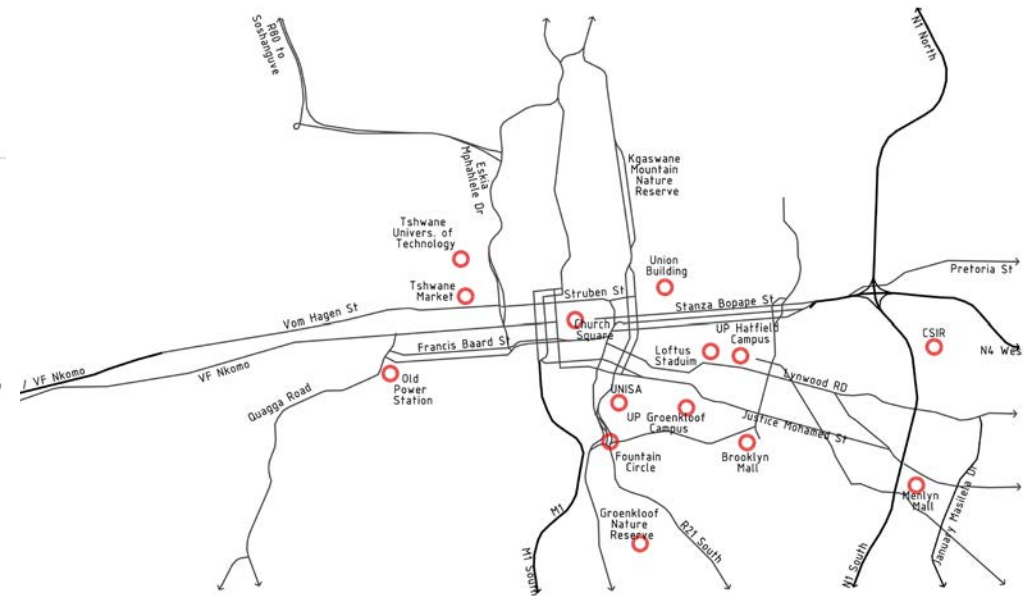 R80 to
Soshanguve
N1 North
Eskia
Mphahlele Dr
Kgaswane
Mountain
Nature
Reserve
Tshwane
Univers. of
Technology
Tshwane
Market
Union
Building
Pretoria St
Struben St
Stanza Bopape St
Vom Hagen St
Church
Square
UP Hatfield
Campus
CSIR
N4 Wes
Francis Baard St
Loftus
Staduim
/ VF Nkomo
VF Nkomo
Old
Power
Station
Quagga Road
Lynwood RD
UNISA
UP Groenkloof
Campus
Justice Mohamed St
Fountain
Circle
Brooklyn
Mall
Menlyn
Mall
January Masilela Dr
M1
M1 South
Groenkloof
Nature
Reserve
R21 South
N1 South